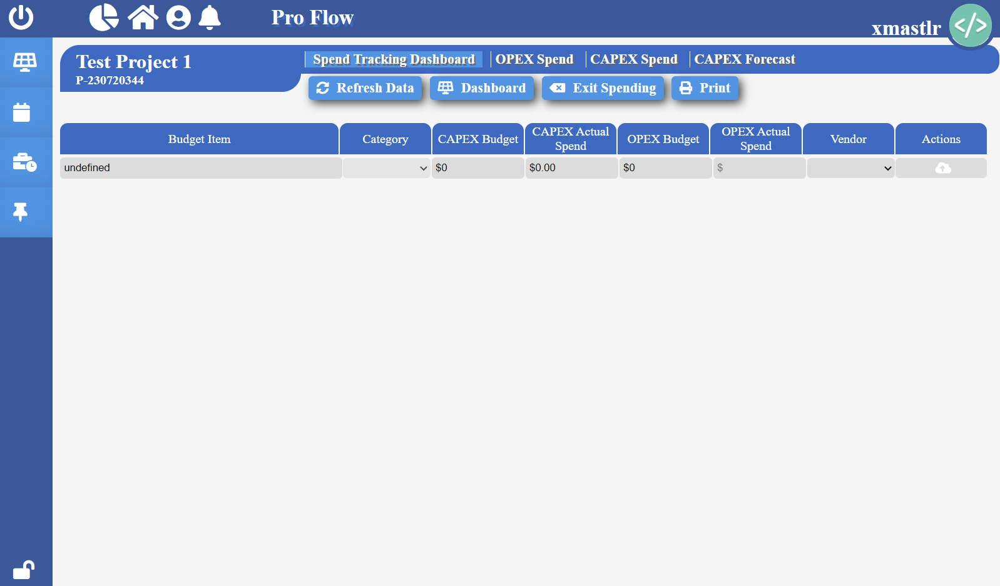 Pro Flow
xmastlr
Test Project 1
P-230720344
Spend Tracking Dashboard
OPEX Spend
CAPEX Spend
CAPEX Forecast
Refresh Data
Dashboard
Exit Spending
Print
Budget Item
Category
CAPEX Budget
CAPEX Actual
Spend
OPEX Budget
OPEX Actual
Spend
Vendor
Actions
undefined
$0
$0.00
$0
$